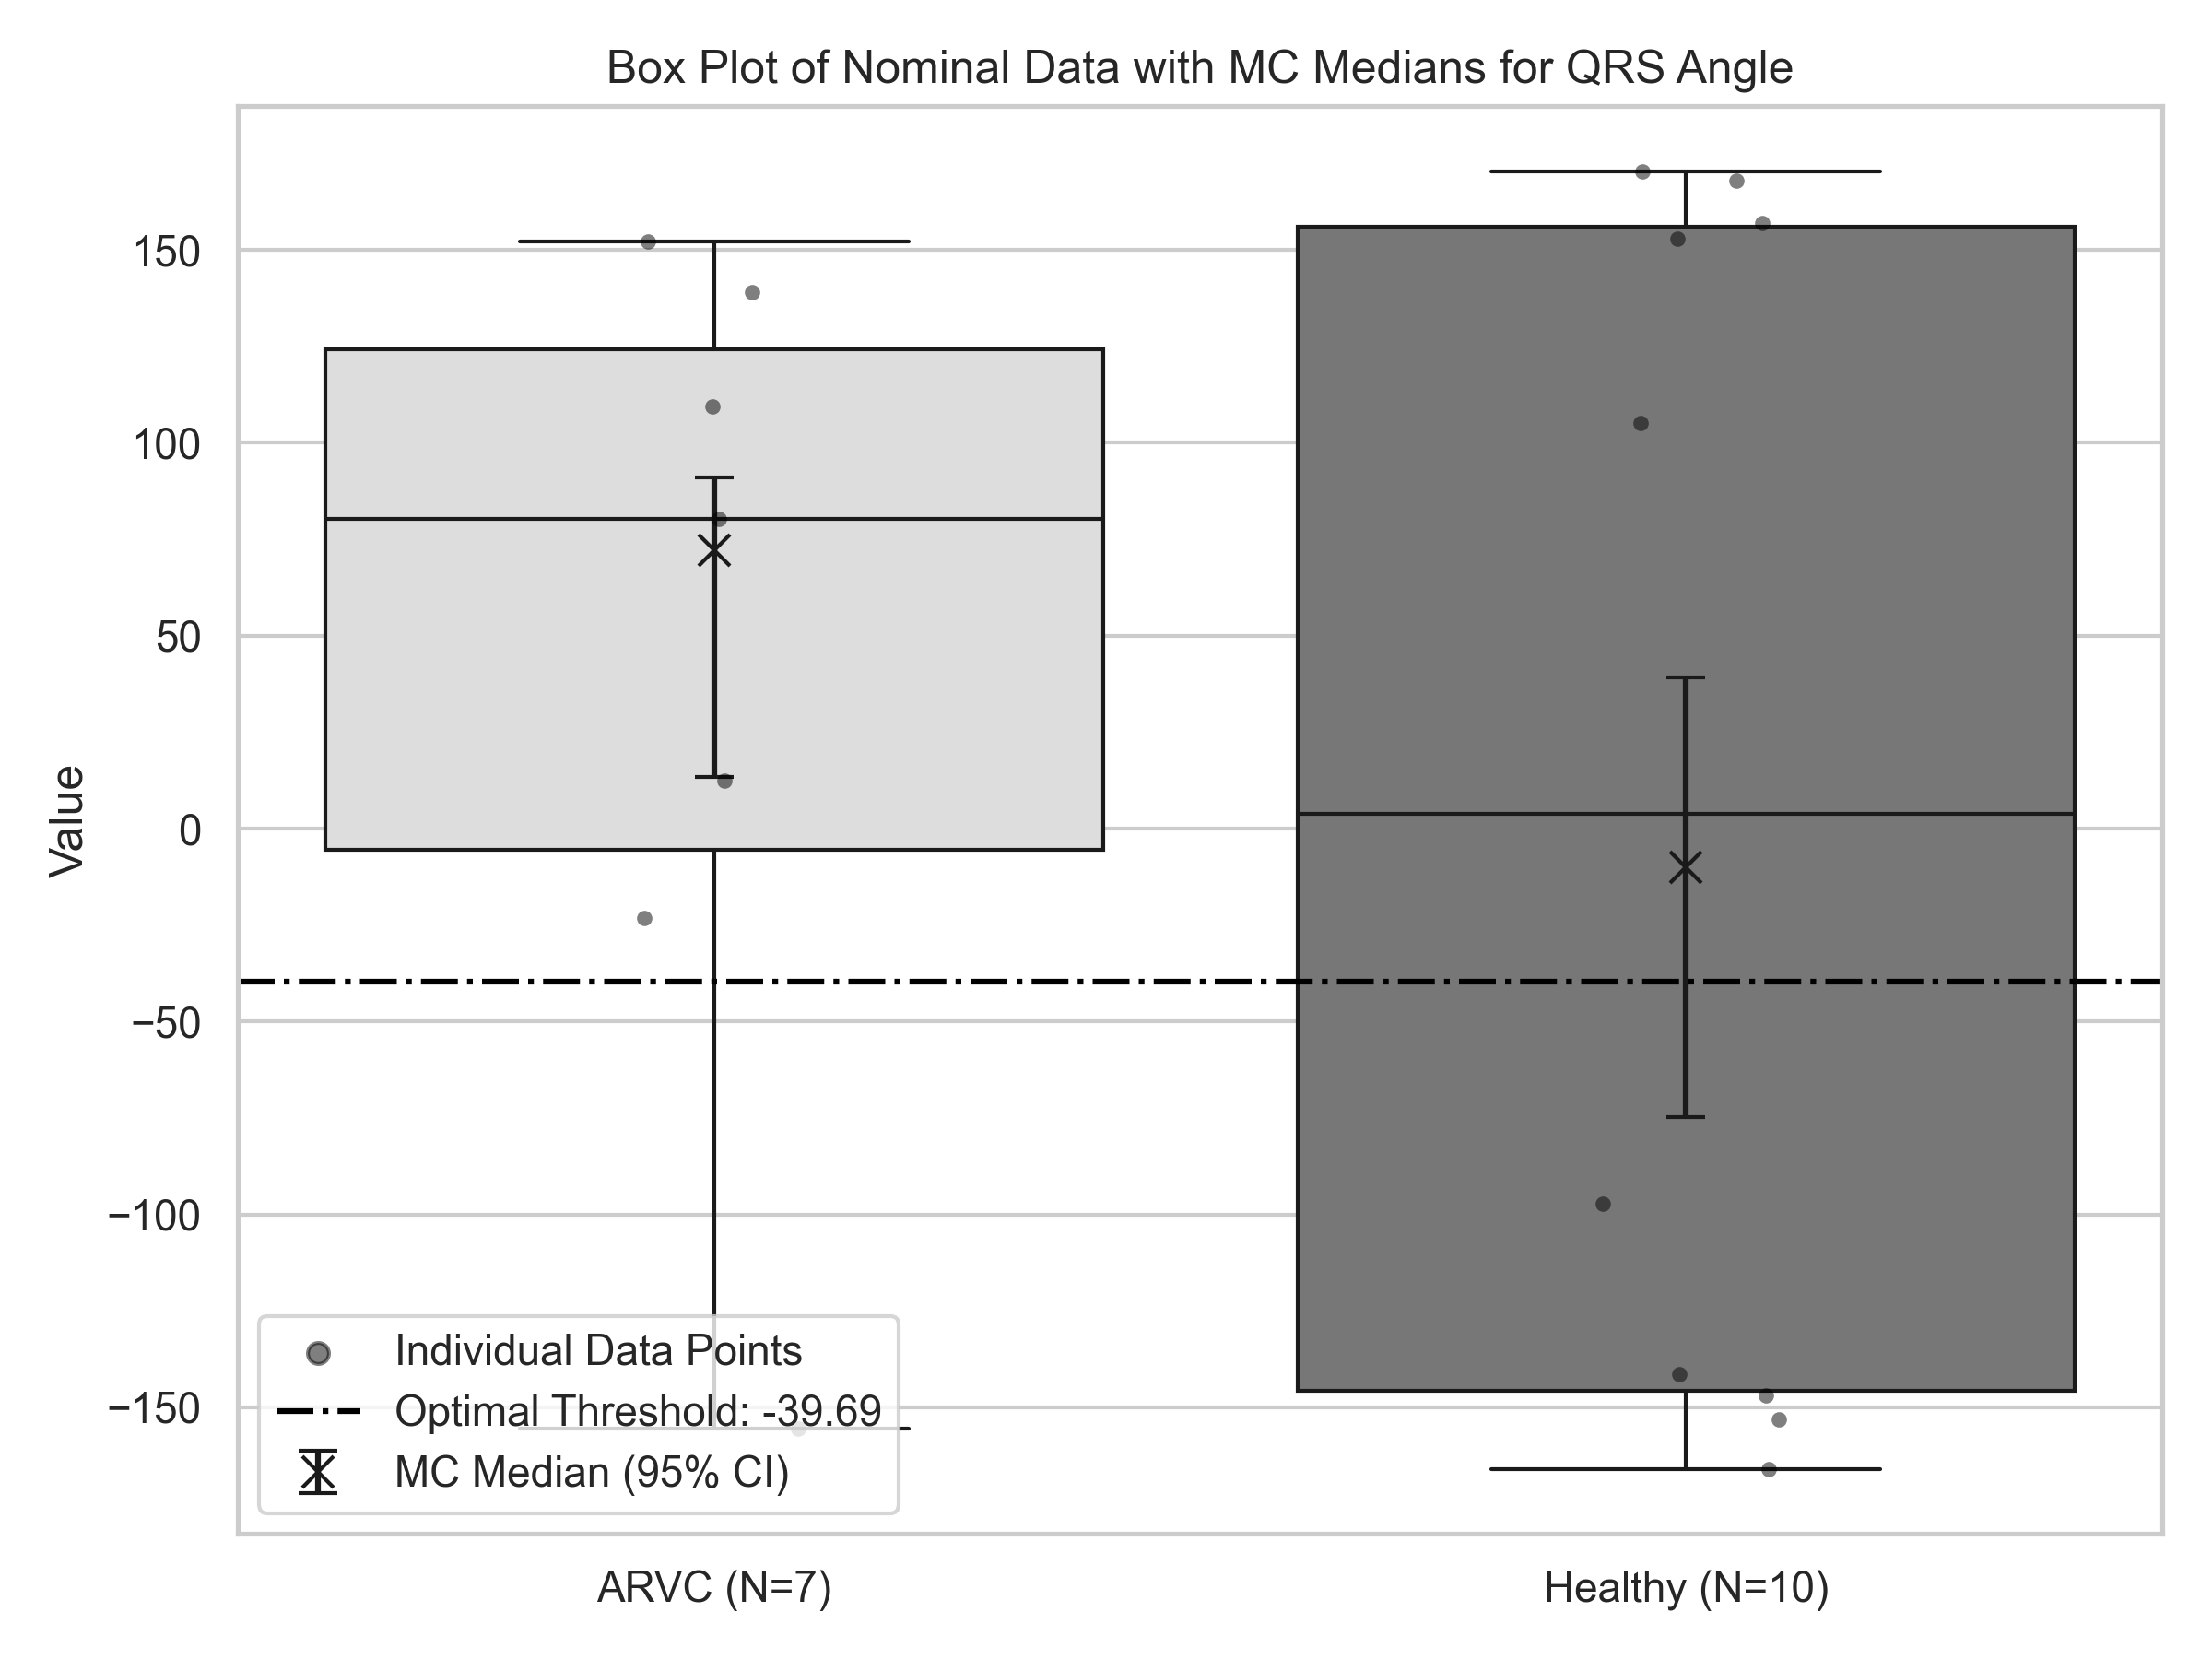 Box Plot of Nominal Data with MC Medians for QRS Angle
Value
150
100
50
0
−50
−100
−150
Individual Data Points
Optimal Threshold: -39.69
MC Median (95% CI)
ARVC (N=7)
Healthy (N=10)